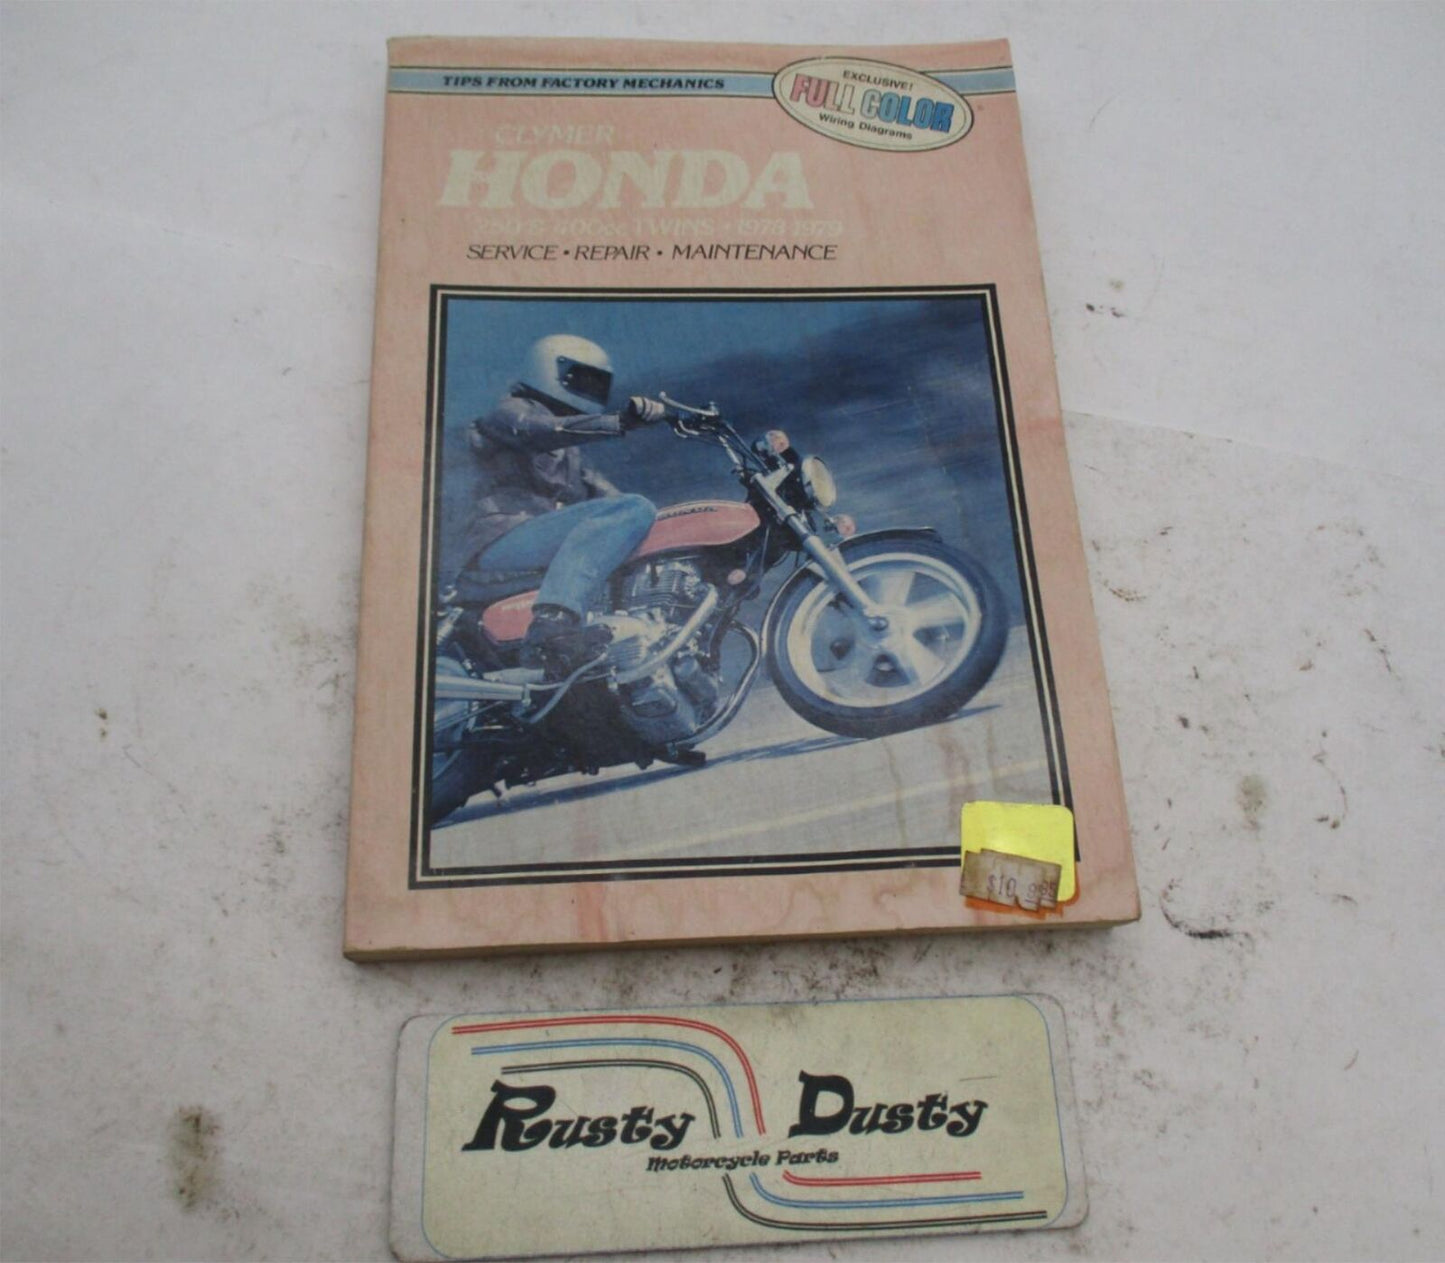 TIPS FROM FACTORY MECHANICS
EXCLUSIVE!
FULL COLOR
Wiring Diagrams
CLYMER
HONDA
250 & 400cc TWINS • 1978-1979
SERVICE • REPAIR • MAINTENANCE
$10
Rusty Dusty
Motorcycle Parts